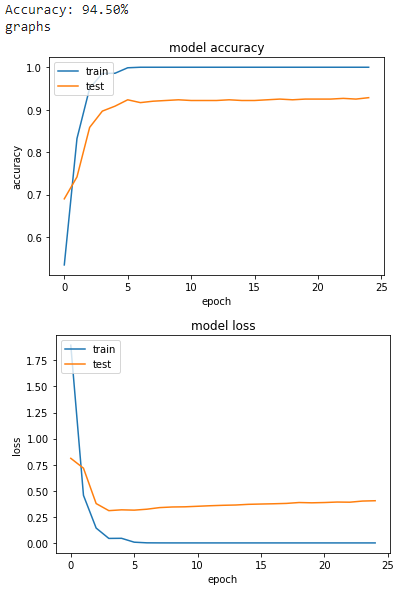 Accuracy: 94.50%
graphs
model accuracy
train
test
1.0
0.9
0.8
0.7
0.6
accuracy
0 5 10 15 20 25
epoch
model loss
train
test
1.75
1.50
1.25
1.00
0.75
0.50
0.25
0.00
loss
0 5 10 15 20 25
epoch